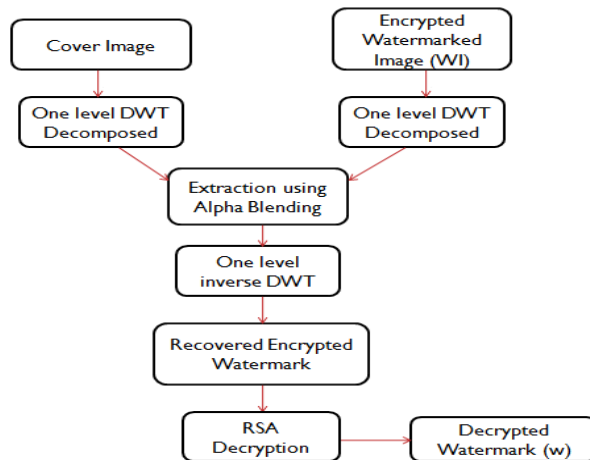 Cover Image
Encrypted
Watermarked
Image (WI)
One level DWT
Decomposed
One level DWT
Decomposed
Extraction using
Alpha Blending
One level
inverse DWT
Recovered Encrypted
Watermark
RSA
Decryption
Decrypted
Watermark (w)